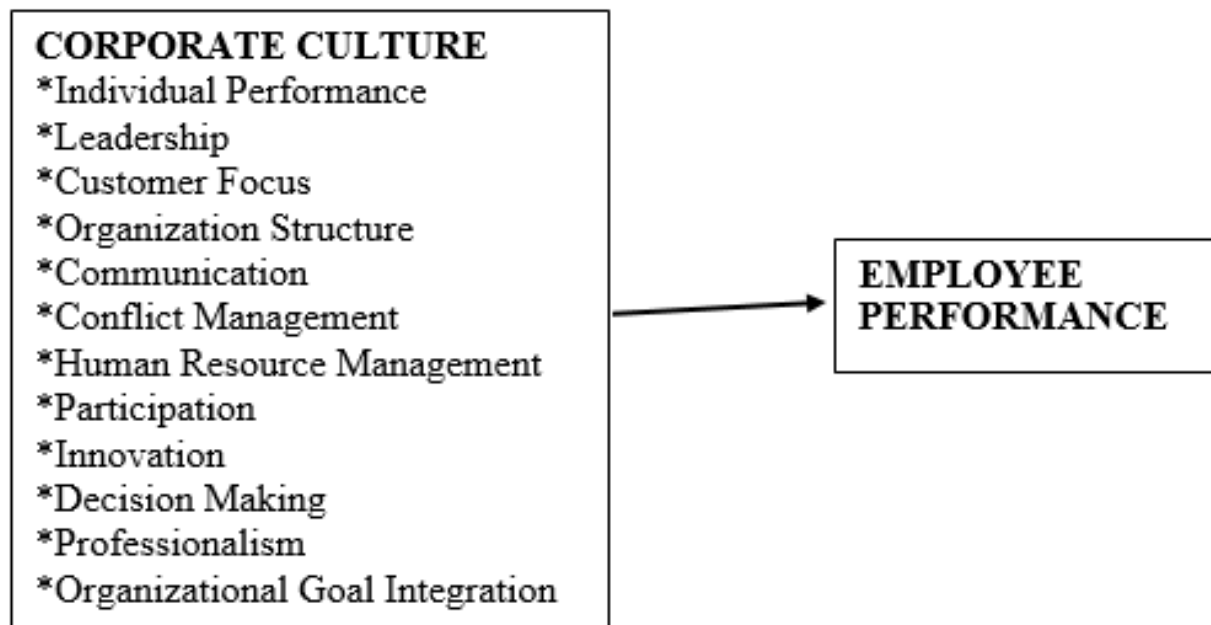 CORPORATE CULTURE
*Individual Performance
*Leadership
*Customer Focus
*Organization Structure
*Communication
*Conflict Management
*Human Resource Management
*Participation
*Innovation
*Decision Making
*Professionalism
*Organizational Goal Integration
EMPLOYEE
PERFORMANCE